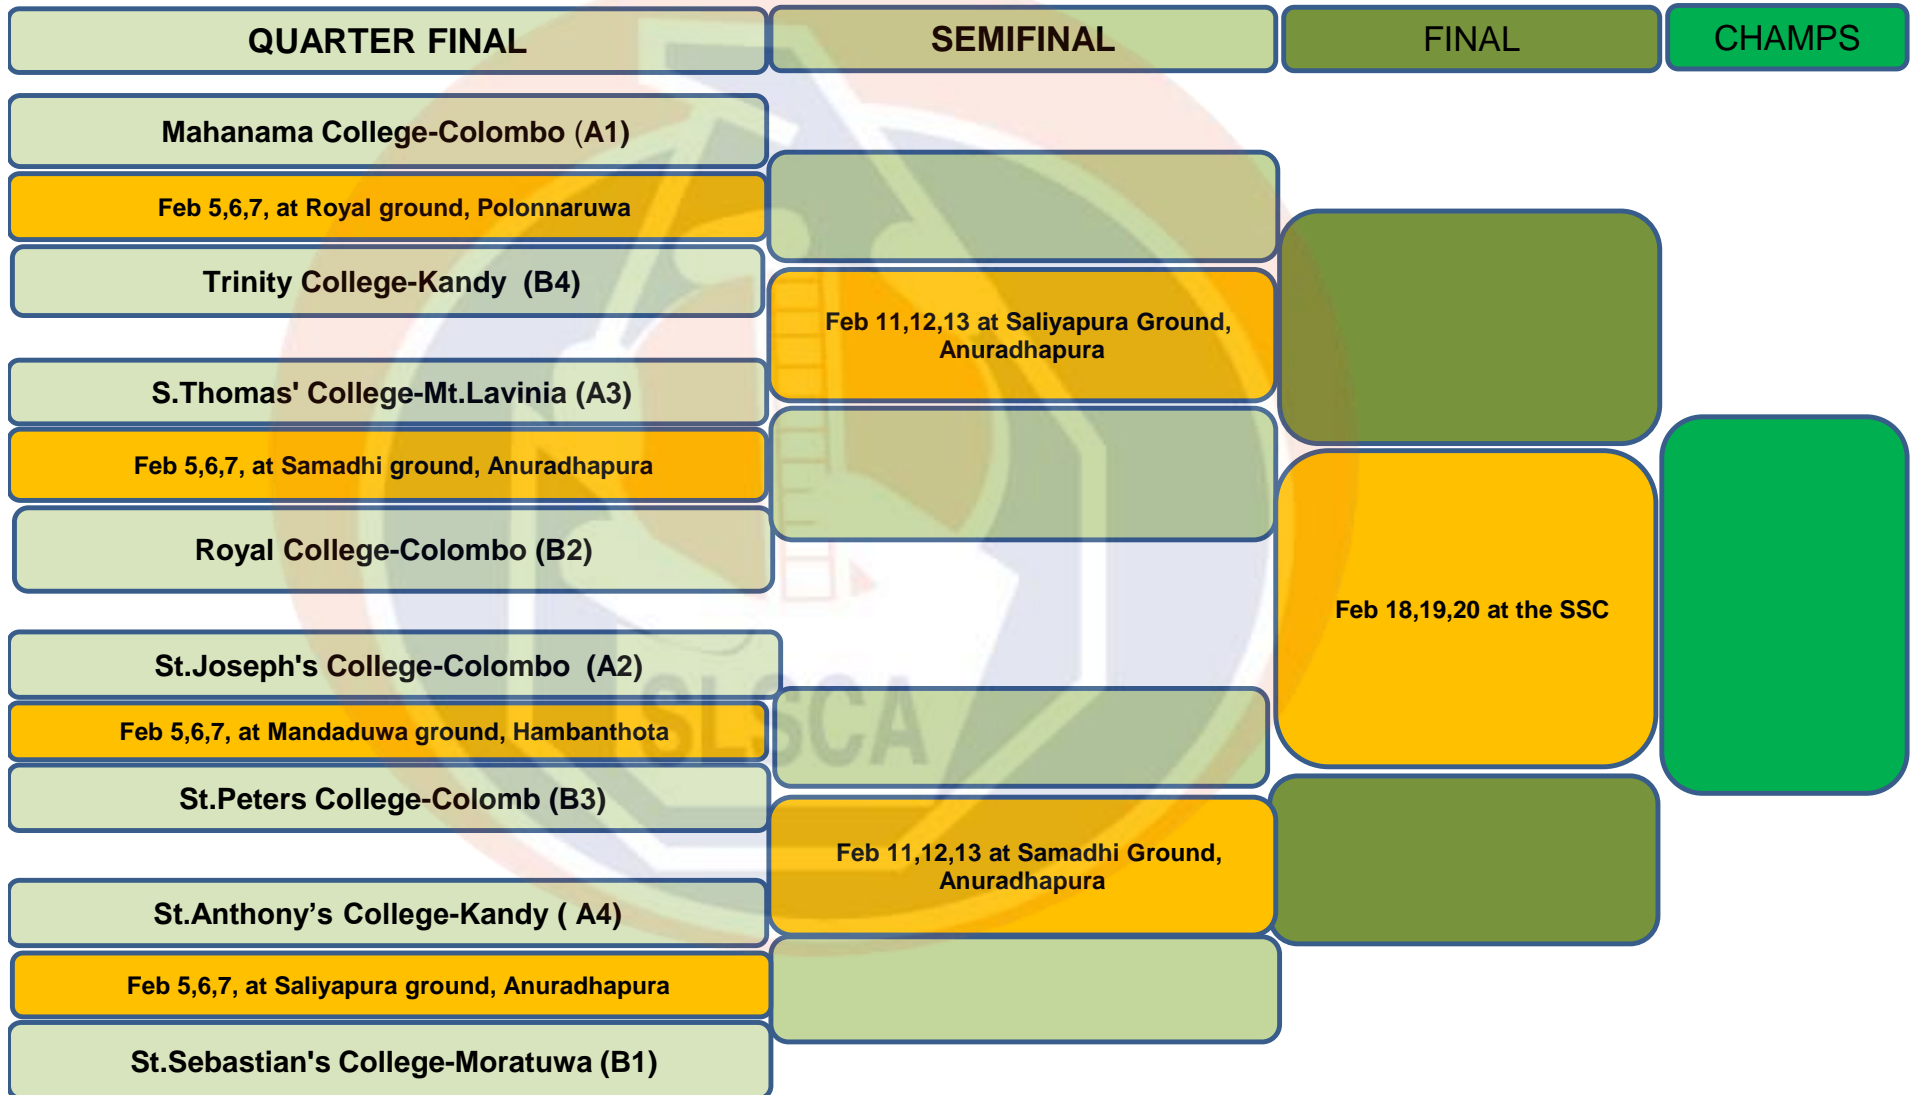 QUARTER FINAL
SEMIFINAL
FINAL
CHAMPS
Mahanama College-Colombo (A1)
Feb 5,6,7, at Royal ground, Polonnaruwa
Trinity College-Kandy (B4)
S.Thomas' College-Mt.Lavinia (A3)
Feb 5,6,7, at Samadhi ground, Anuradhapura
Royal College-Colombo (B2)
St.Joseph's College-Colombo (A2)
Feb 5,6,7, at Mandaduwa ground, Hambanthota
St.Peters College-Colomb (B3)
St.Anthony’s College-Kandy ( A4)
Feb 5,6,7, at Saliyapura ground, Anuradhapura
St.Sebastian's College-Moratuwa (B1)
Feb 11,12,13 at Saliyapura Ground,
Anuradhapura
Feb 11,12,13 at Samadhi Ground,
Anuradhapura
Feb 18,19,20 at the SSC
SLSCA